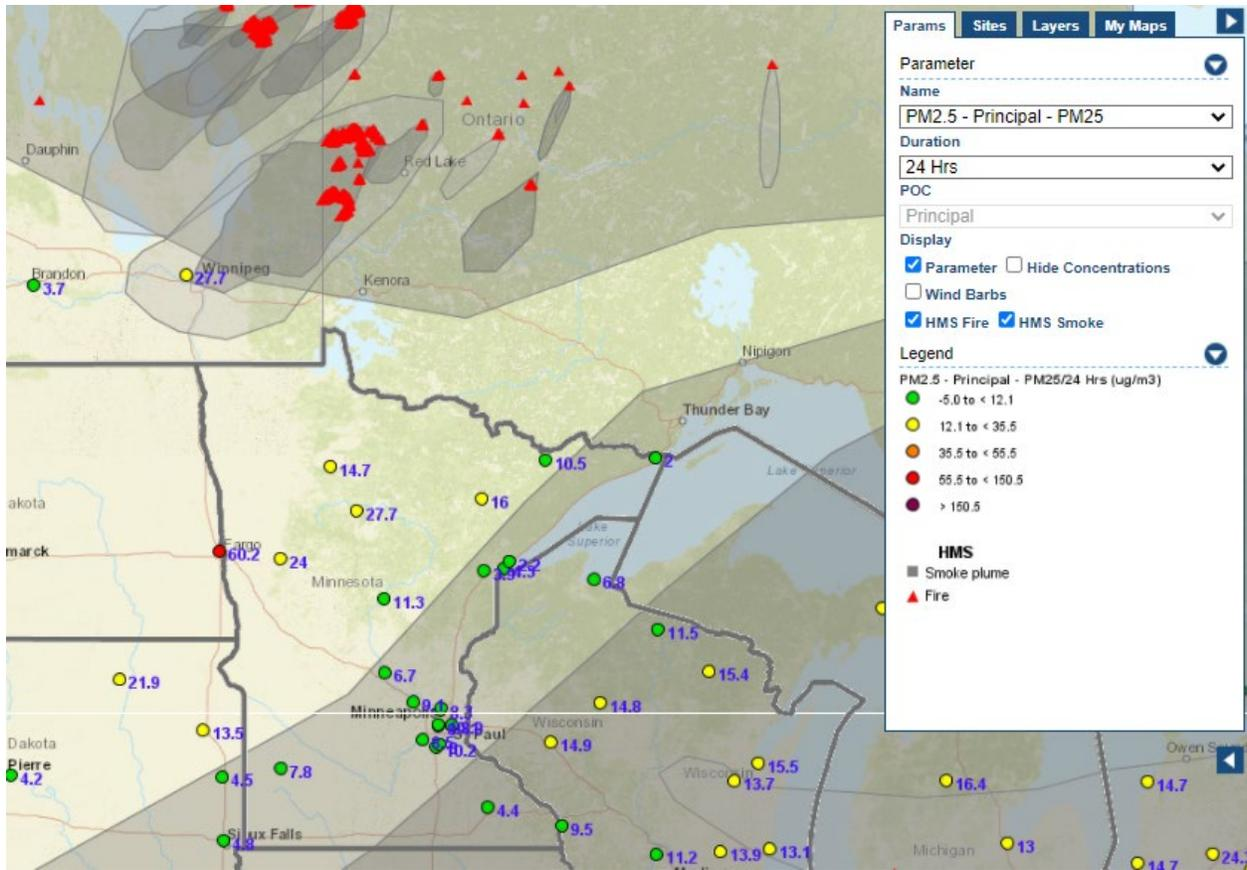 Params Sites Layers My Maps
Parameter
Name
PM2.5 - Principal - PM25
Duration
24 Hrs
POC
Principal
Display
Parameter Hide Concentrations
Wind Barbs
HMS Fire HMS Smoke
Legend
PM2.5 - Principal - PM25/24 Hrs (ug/m3)
-5.0 to < 12.1
12.1 to < 35.5
35.5 to < 55.5
55.5 to < 150.5
> 150.5
HMS
Smoke plume
Fire
Ontario
Dauphin
Red Lake
Brandon
3.7
Winnipeg
27.7
Kenora
Nipigon
Thunder Bay
14.7
10.5
2
Lake Superior
27.7
16
akota
Lake
Superior
marck
Fargo
60.2
24
2.2
Minnesota
6.8
11.3
11.5
6.7
15.4
21.9
14.8
Minneapolis
13.5
Wisconsin
14.9
Dakota
Pierre
4.2
10.2
4.5
7.8
15.5
Wisconsin
13.7
16.4
14.7
4.4
9.5
Sioux Falls
4.8
11.2
13.9
13.1
Michigan
13
14.7